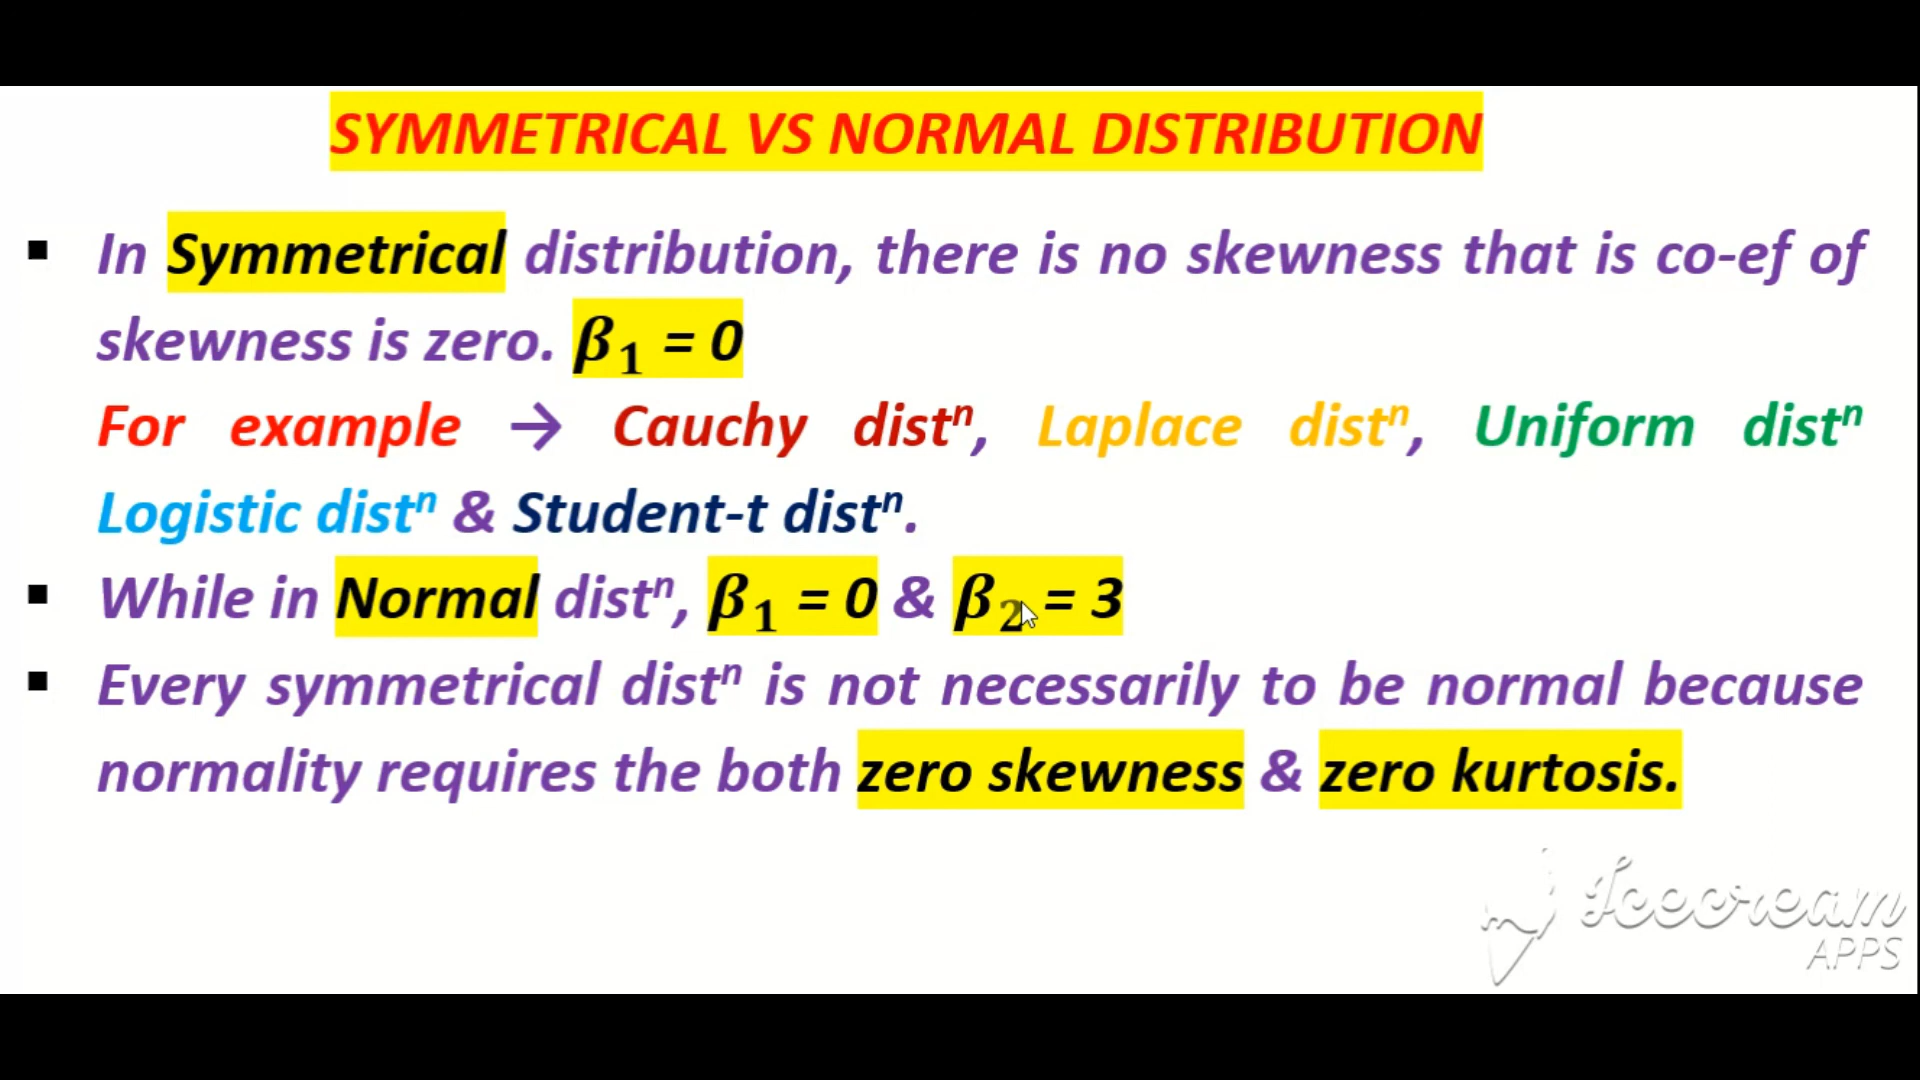 SYMMETRICAL VS NORMAL DISTRIBUTION
▪ In Symmetrical distribution, there is no skewness that is co-ef of
skewness is zero. β₁ = 0
For example → Cauchy distⁿ, Laplace distⁿ, Uniform distⁿ
Logistic distⁿ & Student-t distⁿ.
▪ While in Normal distⁿ, β₁ = 0 & β₂ = 3
▪ Every symmetrical distⁿ is not necessarily to be normal because
normality requires the both zero skewness & zero kurtosis.
Icecream
APPS